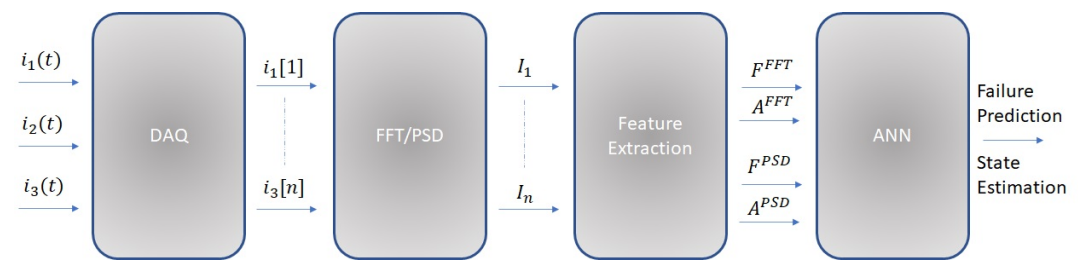 i₁(t)
i₂(t)
i₃(t)
DAQ
i₁[1]
i₃[n]
FFT/PSD
I₁
Iₙ
Feature
Extraction
F^{FFT}
A^{FFT}
F^{PSD}
A^{PSD}
ANN
Failure
Prediction
State
Estimation